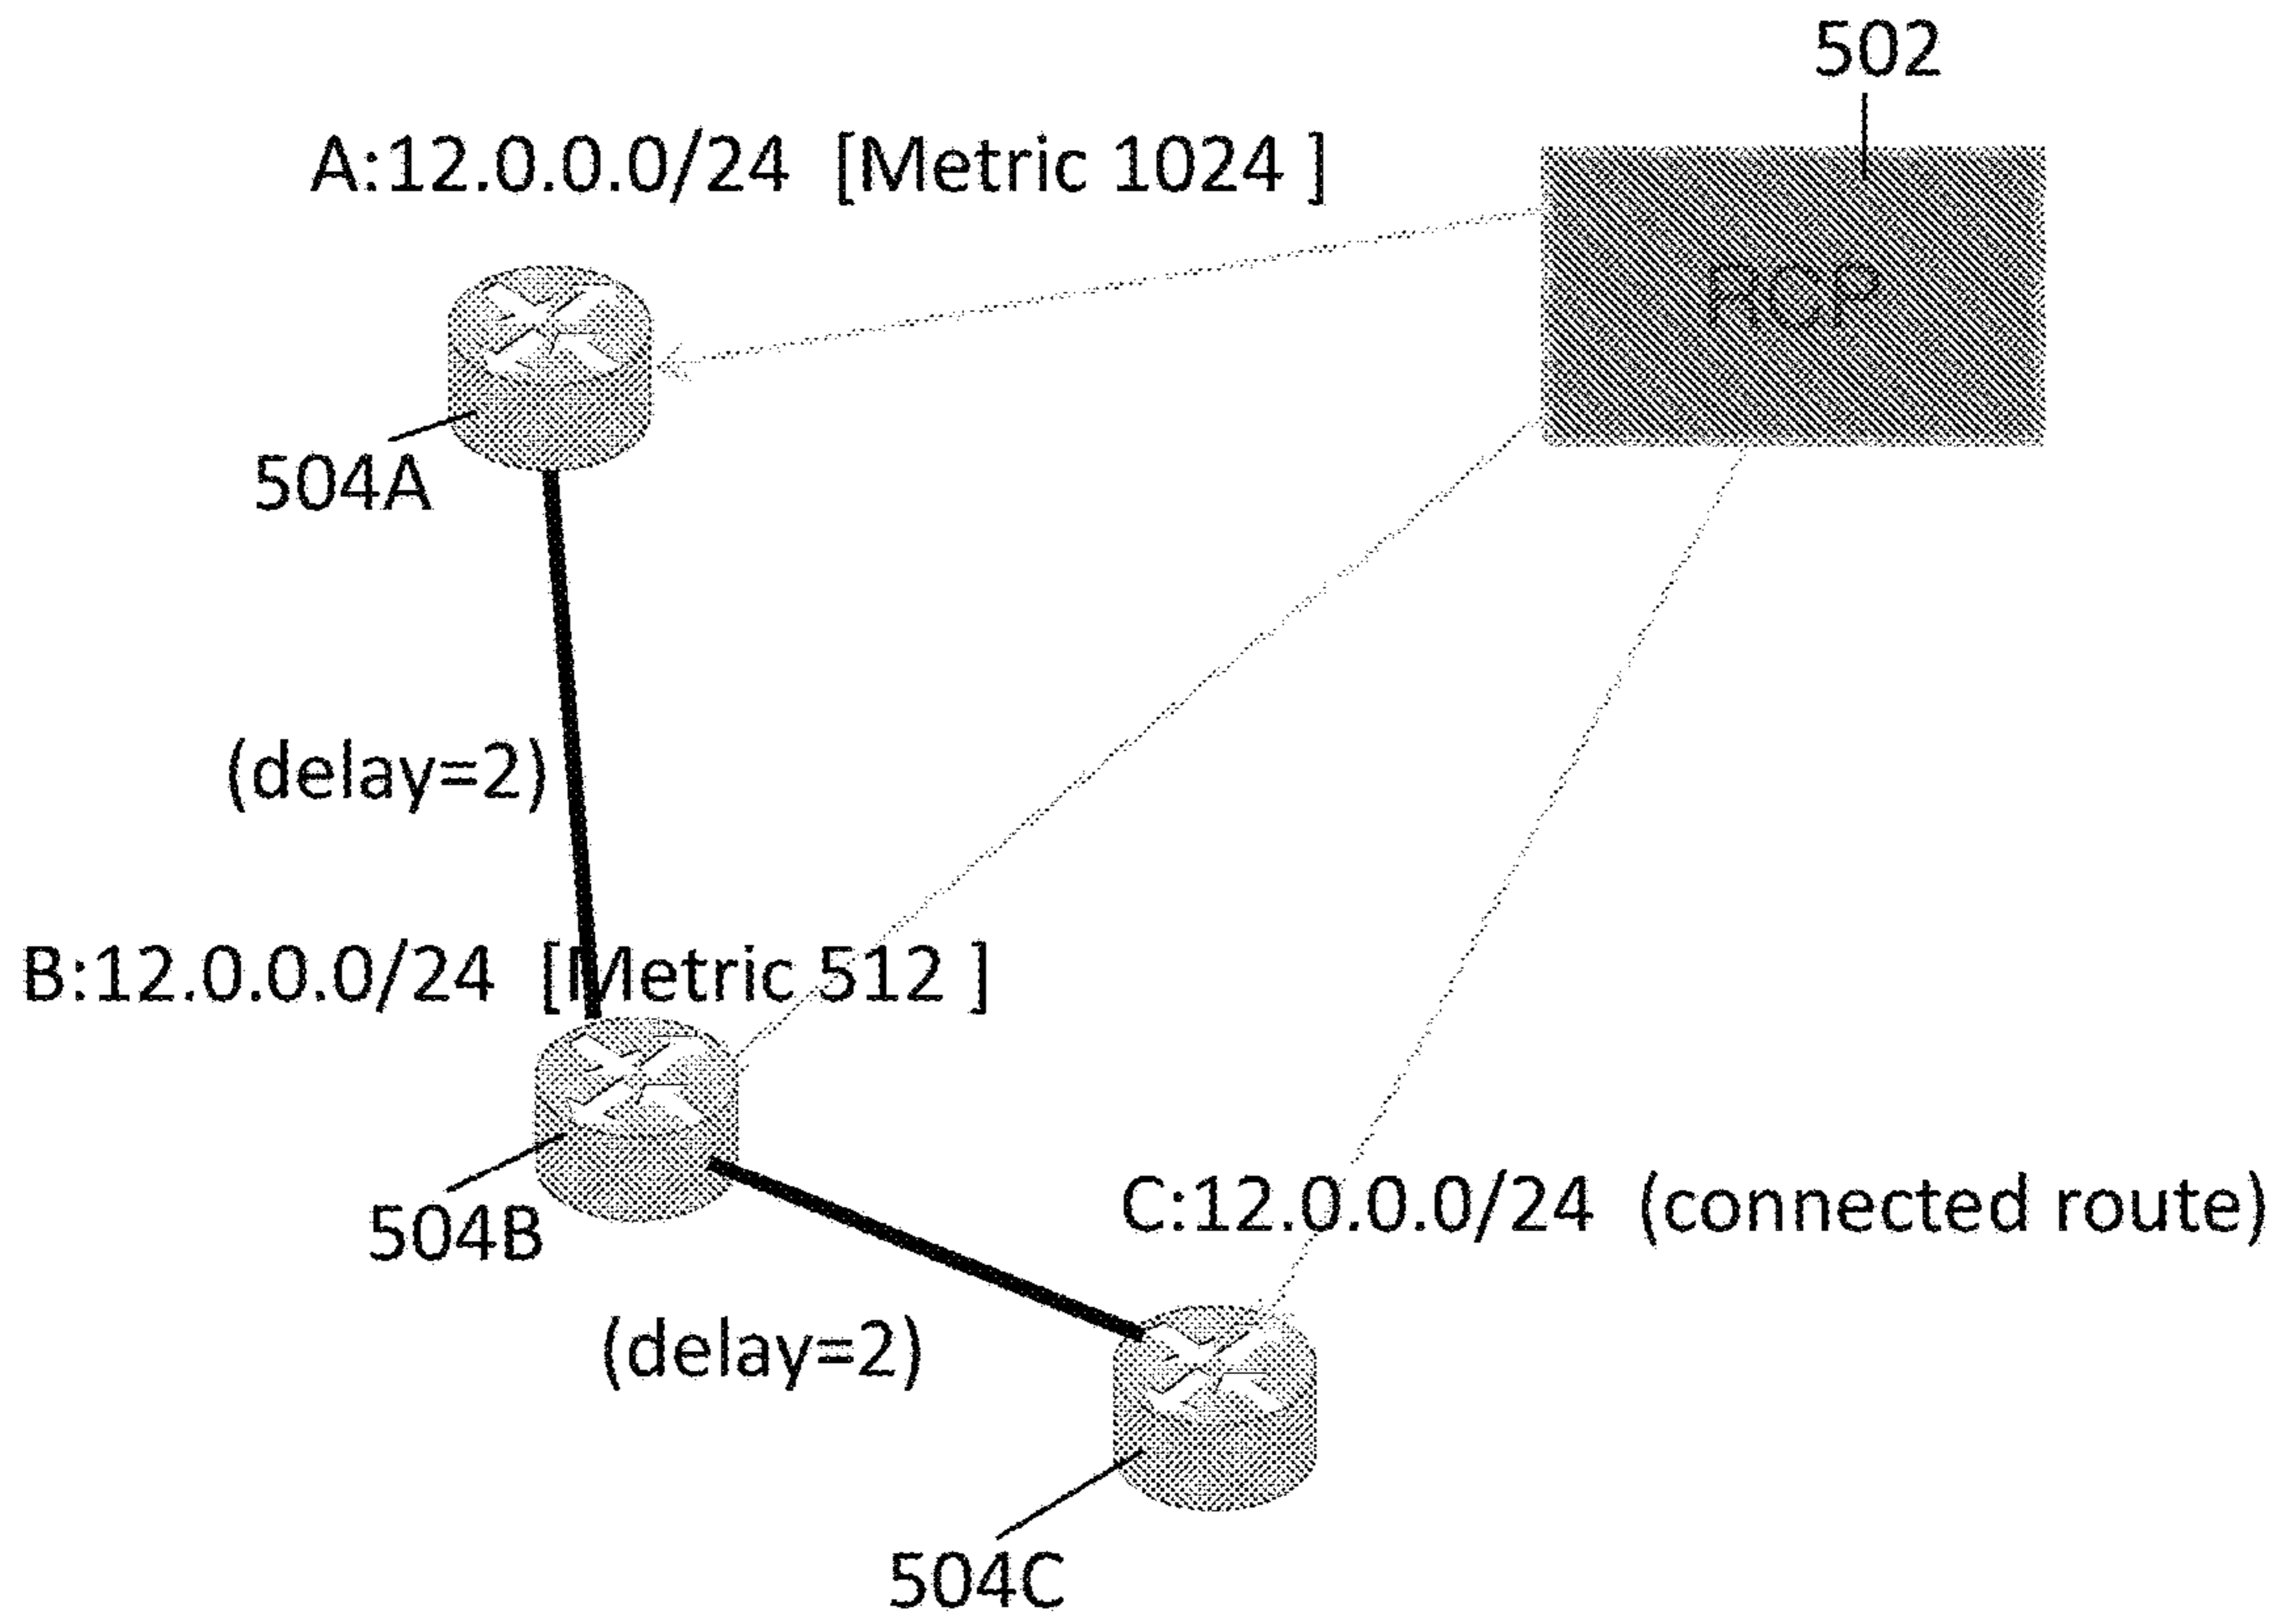 502
A:12.0.0.0/24 [Metric 1024 ]
RCP
504A
(delay=2)
B:12.0.0.0/24 [Metric 512 ]
504B
C:12.0.0.0/24 (connected route)
(delay=2)
504C